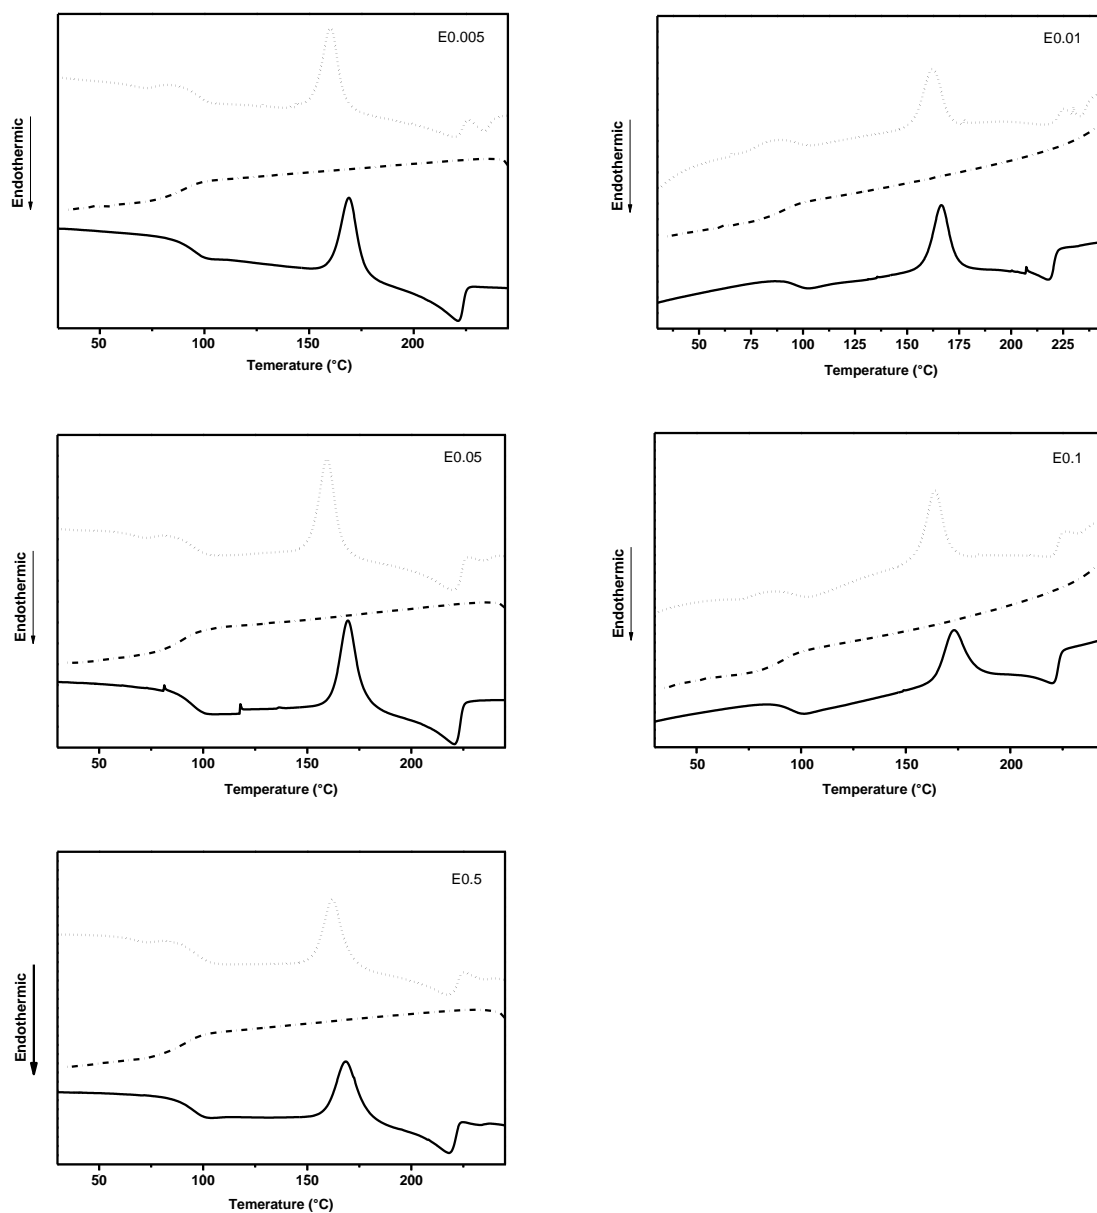 E0.005
Endothermic
50 100 150 200
Temerature (°C)
E0.01
Endothermic
50 75 100 125 150 175 200 225
Temperature (°C)
E0.05
Endothermic
50 100 150 200
Temperature (°C)
E0.1
Endothermic
50 100 150 200
Temperature (°C)
E0.5
Endothermic
50 100 150 200
Temerature (°C)